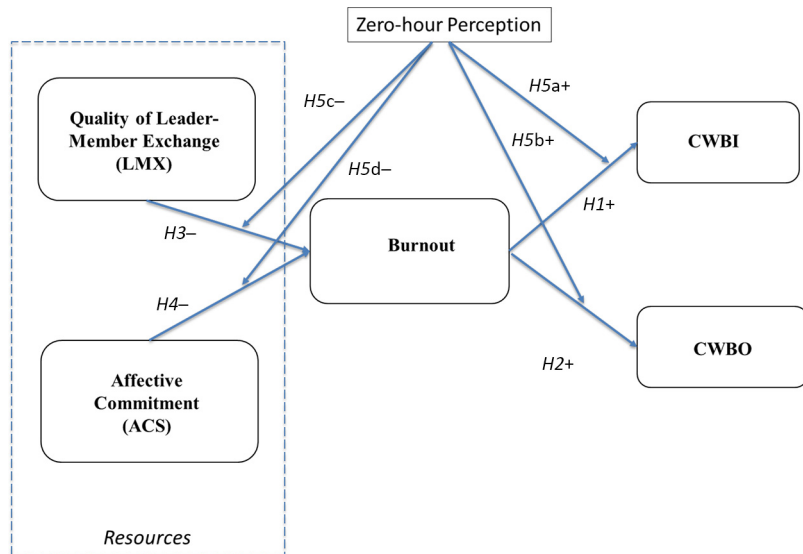 Zero-hour Perception
Quality of Leader-
Member Exchange
(LMX)
H5c–
H5d–
H5a+
H5b+
CWBI
H3–
Burnout
H1+
H4–
Affective
Commitment
(ACS)
H2+
CWBO
Resources